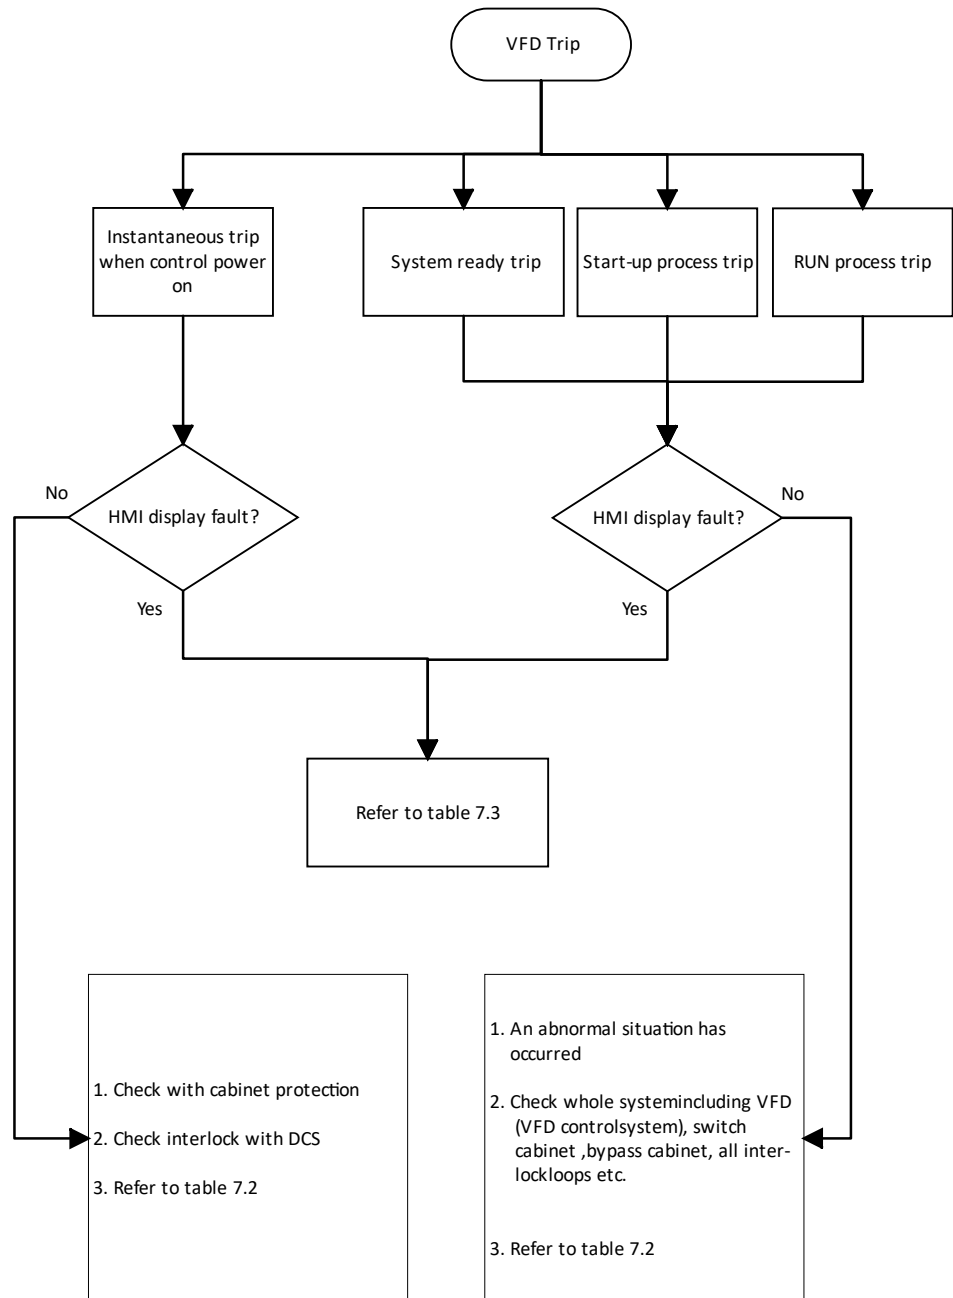 VFD Trip
Instantaneous trip
when control power
on
System ready trip
Start-up process trip
RUN process trip
No
HMI display fault?
Yes
HMI display fault?
No
Yes
Refer to table 7.3
1. Check with cabinet protection
2. Check interlock with DCS
3. Refer to table 7.2
1. An abnormal situation has
occurred
2. Check whole systemincluding VFD
(VFD controlsystem), switch
cabinet ,bypass cabinet, all inter-
lockloops etc.
3. Refer to table 7.2